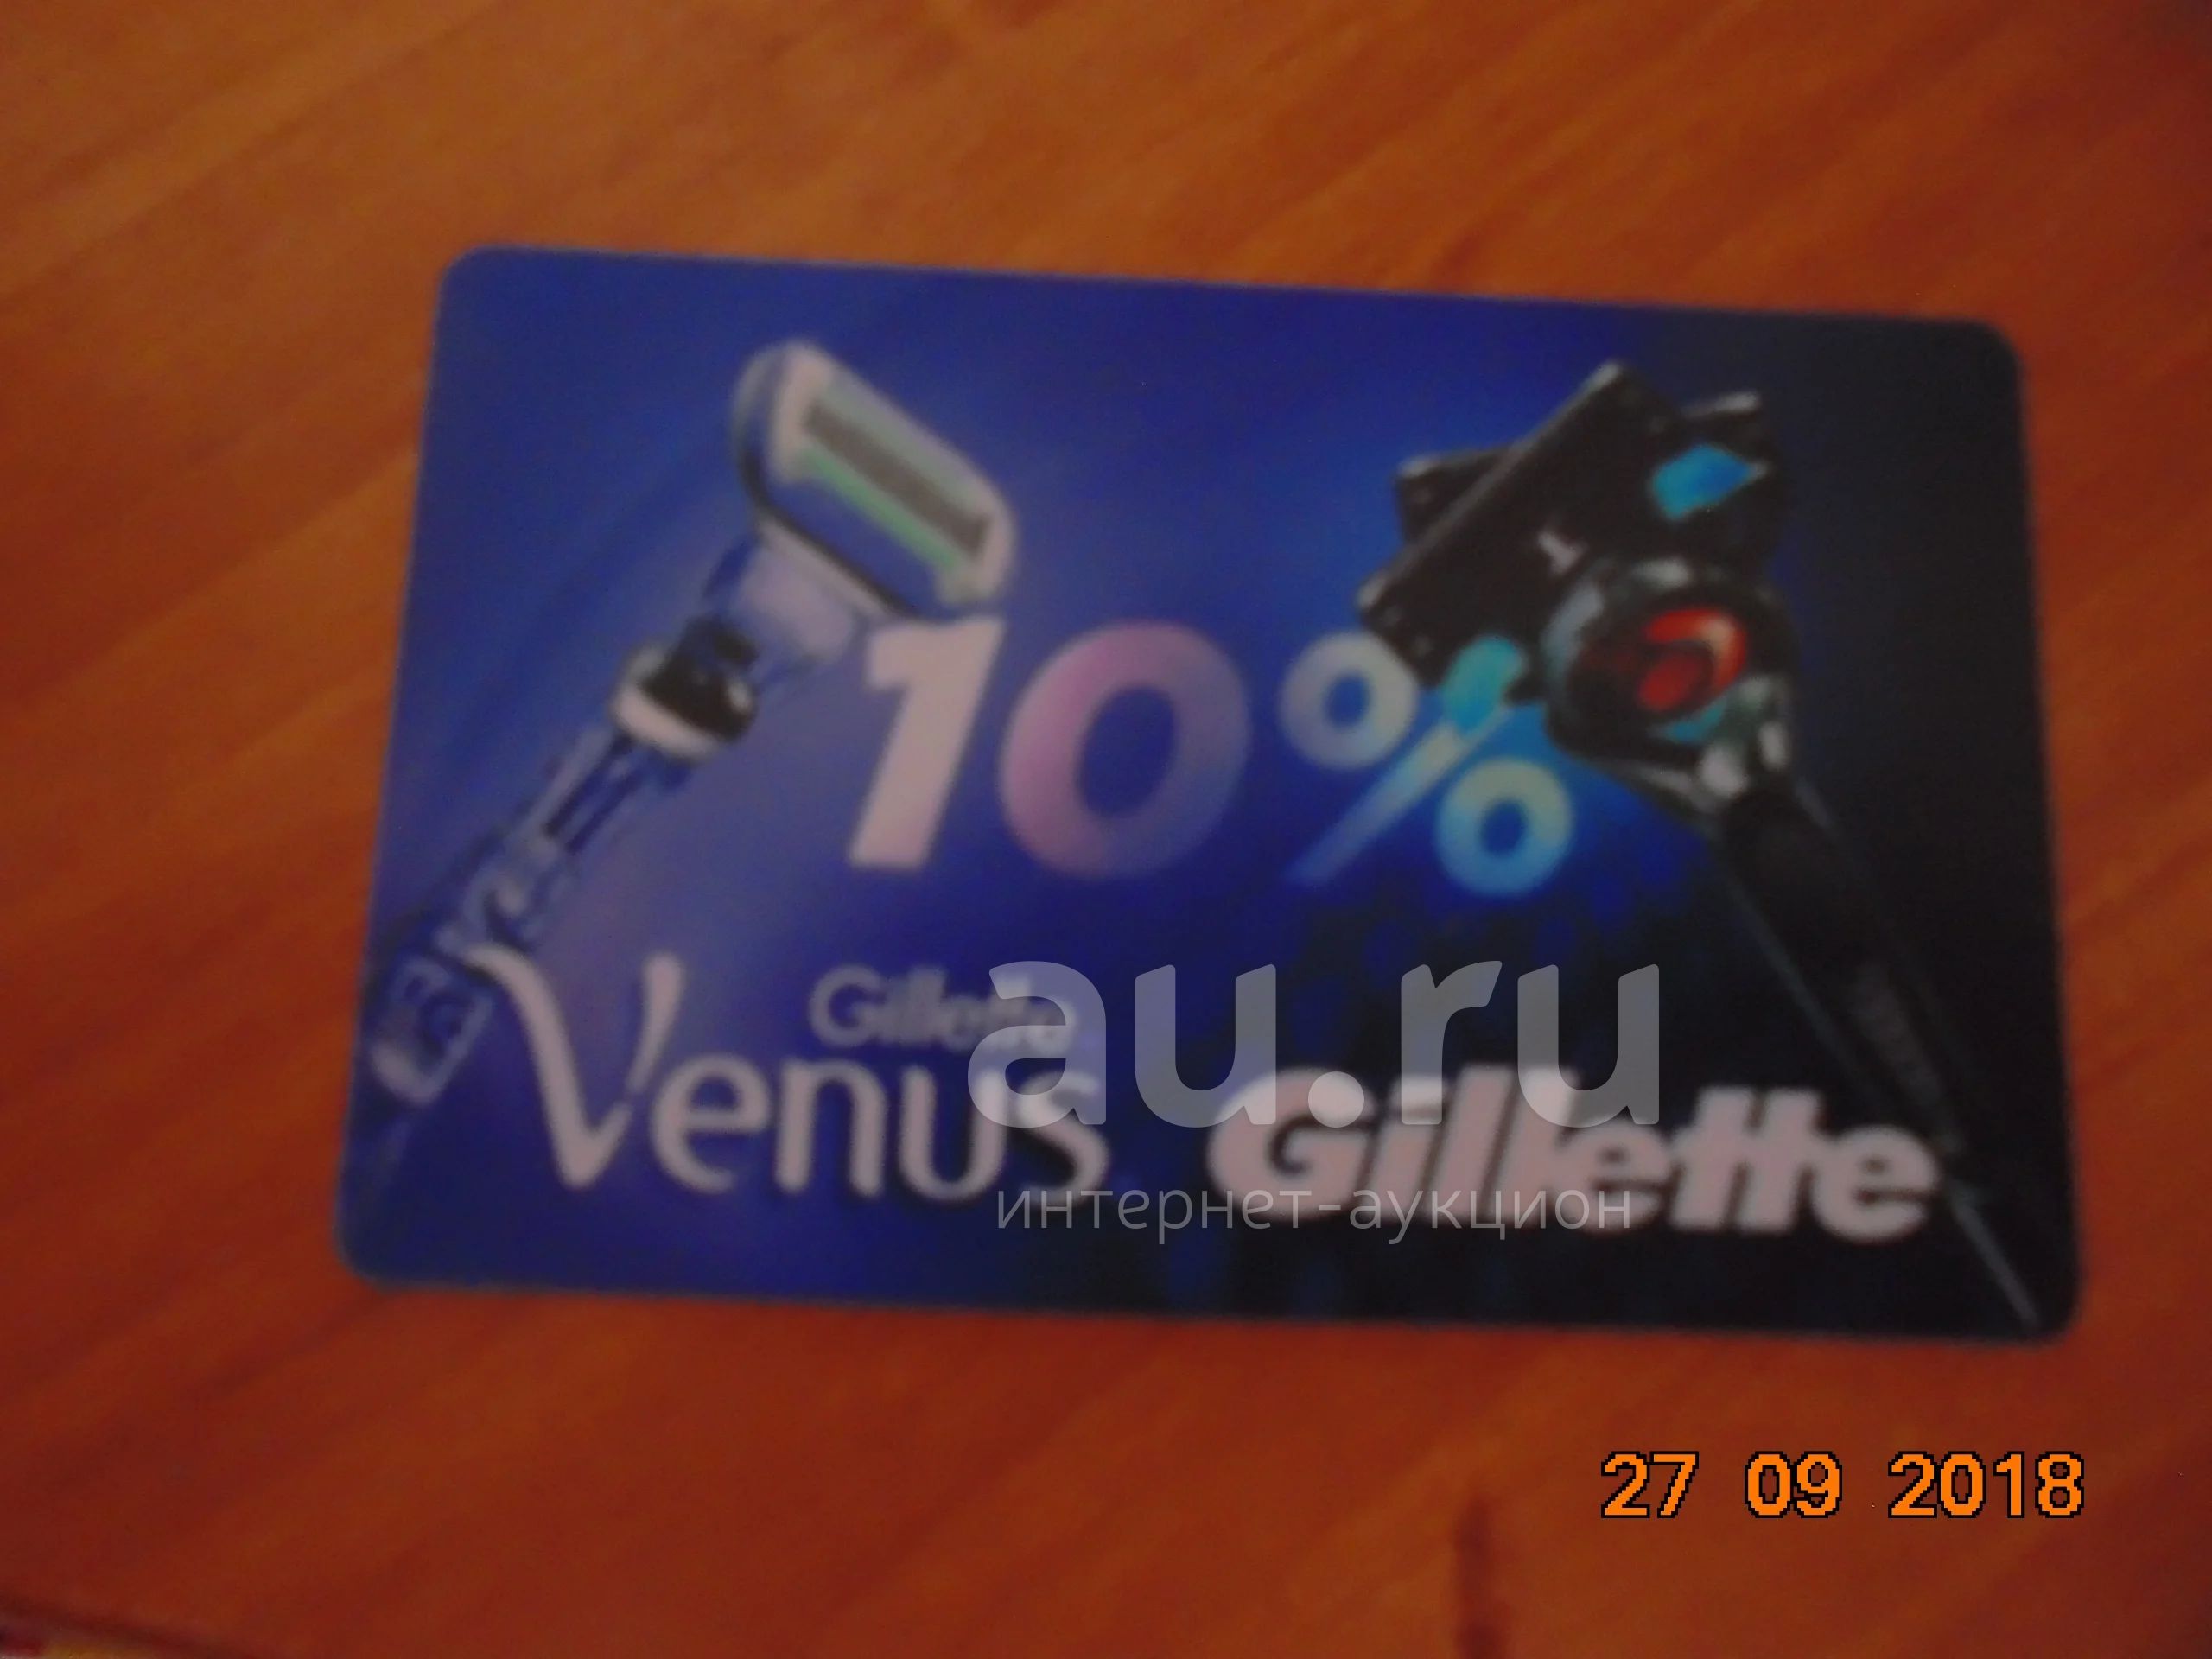 10%
Gillette
Venus
Gillette
au.ru
интернет-аукцион
27 09 2018